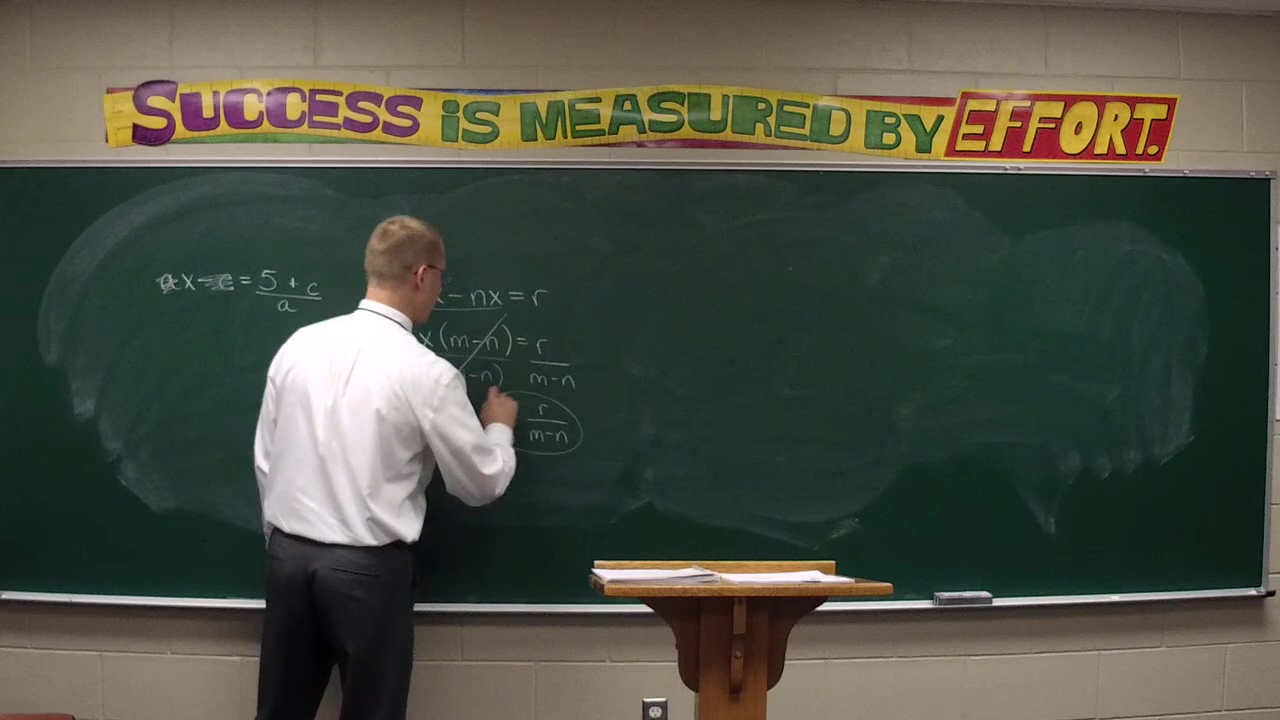 SUCCESS iS MEASURED BY EFFORT.
x = 5 + c
a
- nx = r
x (m-n) = r
-n) m-n
r
m-n